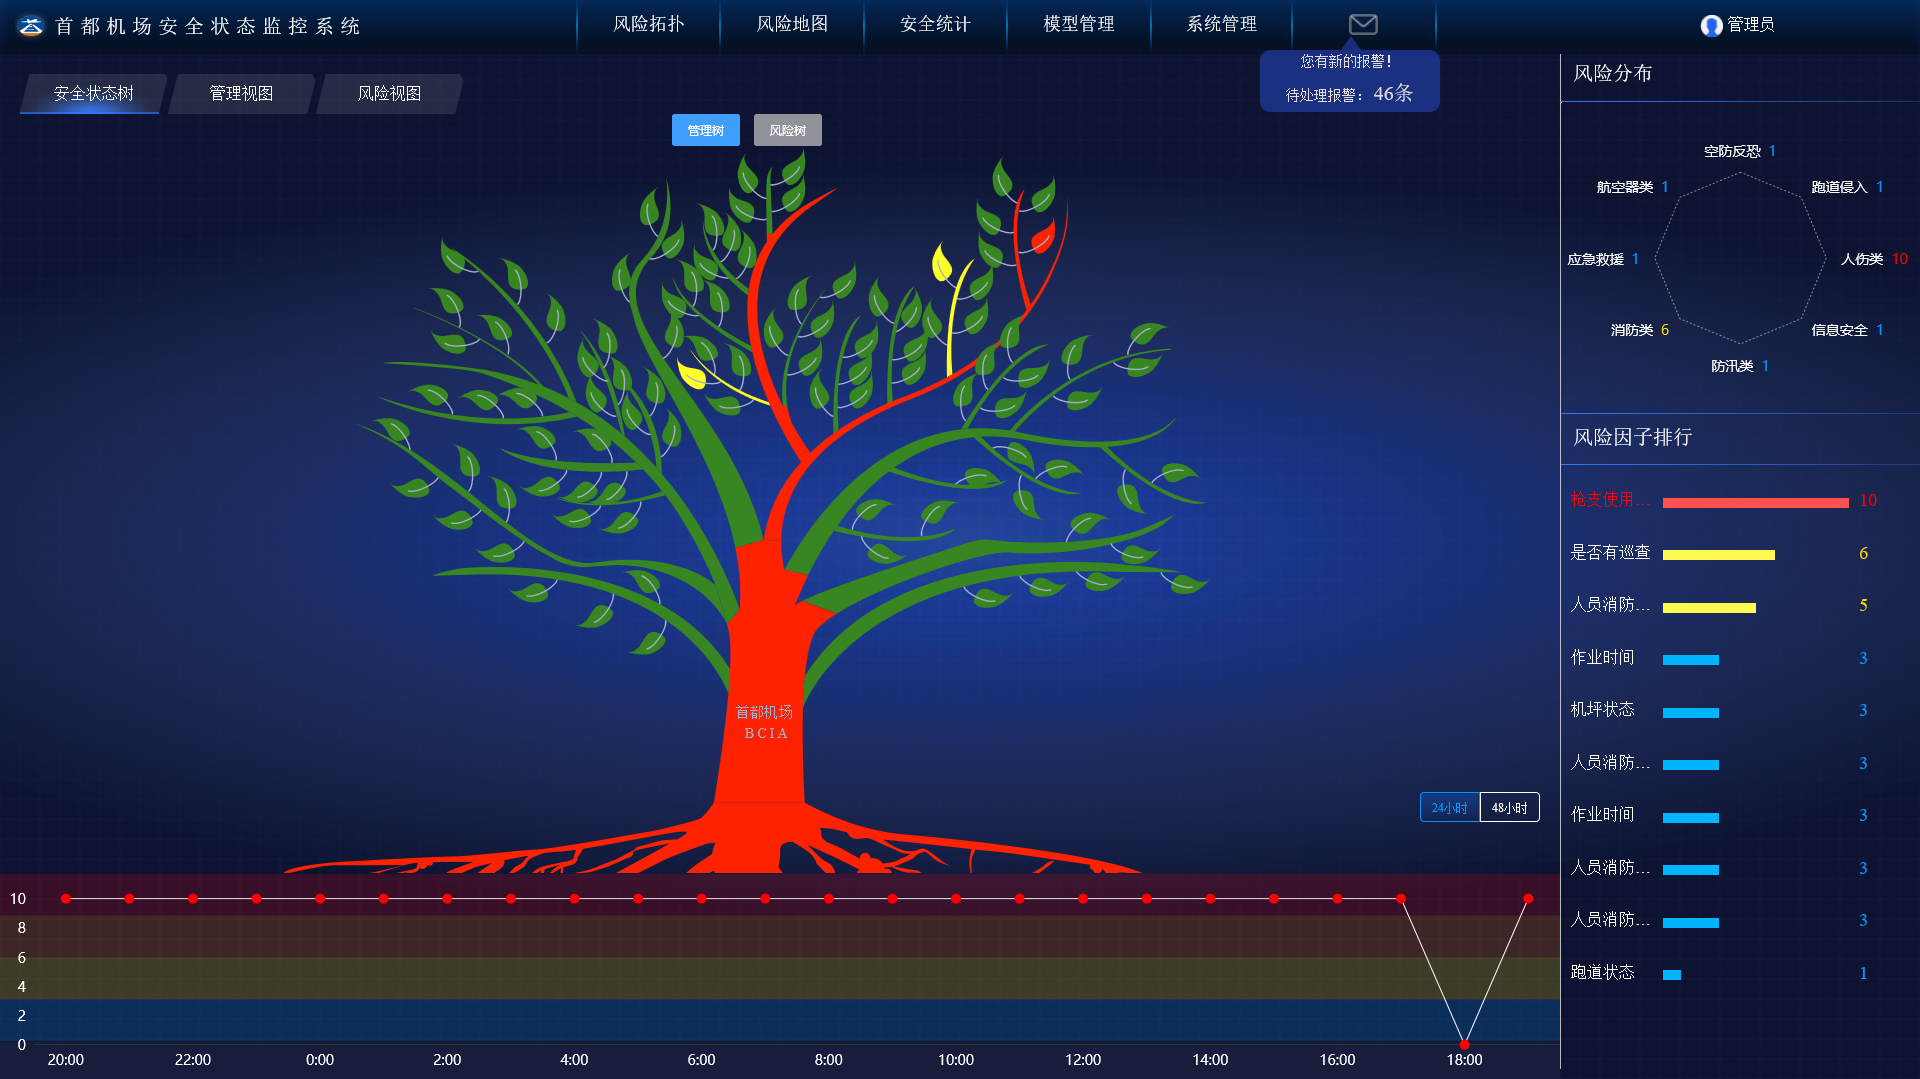 首都机场安全状态监控系统
风险拓扑
风险地图
安全统计
模型管理
系统管理
管理员
您有新的报警!
待处理报警： 46条
安全状态树
管理视图
风险视图
管理树
风险树
首都机场
BCIA
24小时
48小时
10
8
6
4
2
0
20:00
22:00
0:00
2:00
4:00
6:00
8:00
10:00
12:00
14:00
16:00
18:00
风险分布
空防反恐 1
航空器类 1
跑道侵入 1
应急救援 1
人伤类 10
消防类 6
信息安全 1
防汛类 1
风险因子排行
枪支使用... 10
是否有巡查 6
人员消防... 5
作业时间 3
机坪状态 3
人员消防... 3
作业时间 3
人员消防... 3
人员消防... 3
跑道状态 1